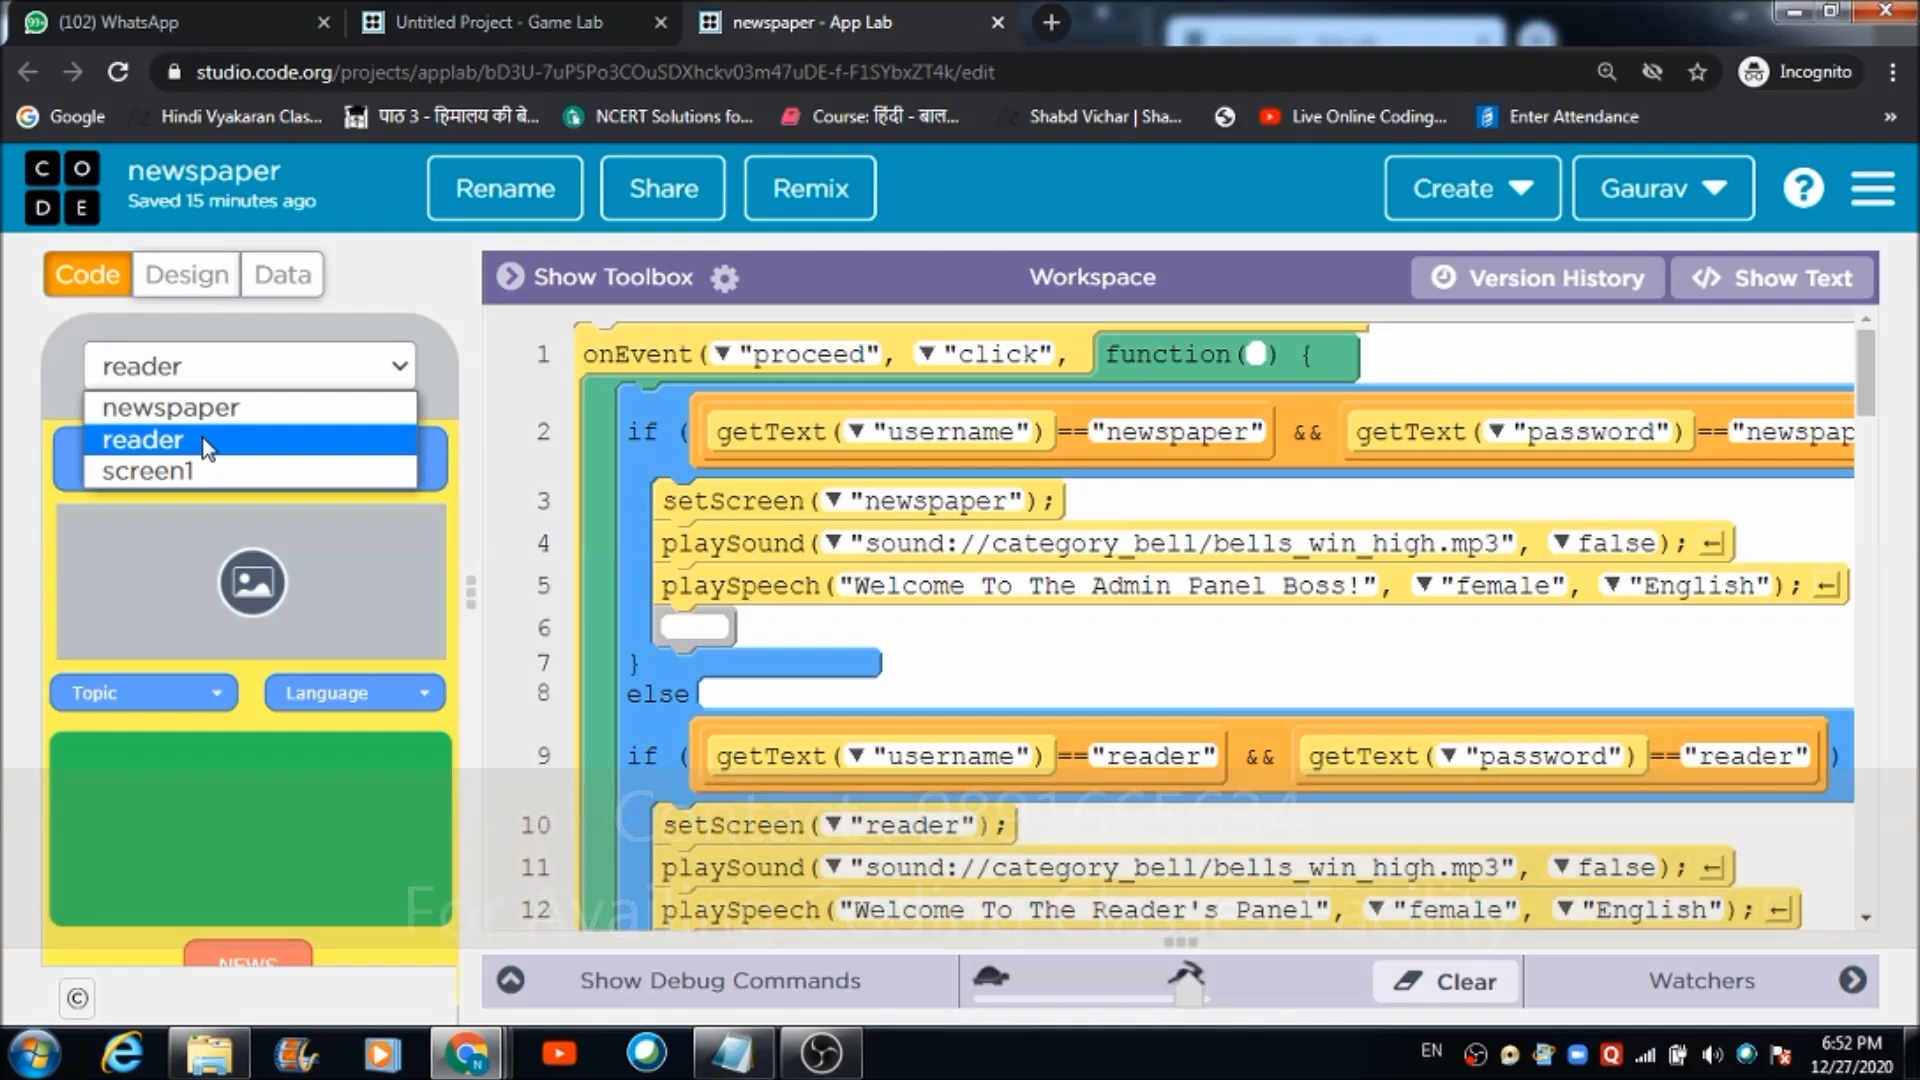 (102) WhatsApp
Untitled Project - Game Lab
newspaper - App Lab
studio.code.org/projects/applab/bD3U-7uP5Po3COuSDXhckv03m47uDE-f-F1SYbxZT4k/edit
Incognito
Google
Hindi Vyakaran Clas...
पाठ 3 - हिमालय की बे...
NCERT Solutions fo...
Course: हिंदी - बाल...
Shabd Vichar | Sha...
Live Online Coding...
Enter Attendance
»
C O
D E
newspaper
Saved 15 minutes ago
Rename
Share
Remix
Create
Gaurav
?
Code
Design
Data
Show Toolbox
Workspace
Version History
</> Show Text
reader
newspaper
reader
screen1
Topic
Language
NEWS
©
1 onEvent(▼"proceed", ▼"click", function() {
2 if (getText(▼"username")=="newspaper" && getText(▼"password")=="newspap
3 setScreen(▼"newspaper");
4 playSound(▼"sound://category_bell/bells_win_high.mp3", ▼false);
5 playSpeech("Welcome To The Admin Panel Boss!", ▼"female", ▼"English");
6
7 }
8 else
9 if (getText(▼"username")=="reader" && getText(▼"password")=="reader")
10 setScreen(▼"reader");
11 playSound(▼"sound://category_bell/bells_win_high.mp3", ▼false);
12 playSpeech("Welcome To The Reader's Panel", ▼"female", ▼"English");
Show Debug Commands
Clear
Watchers
EN
6:52 PM
12/27/2020